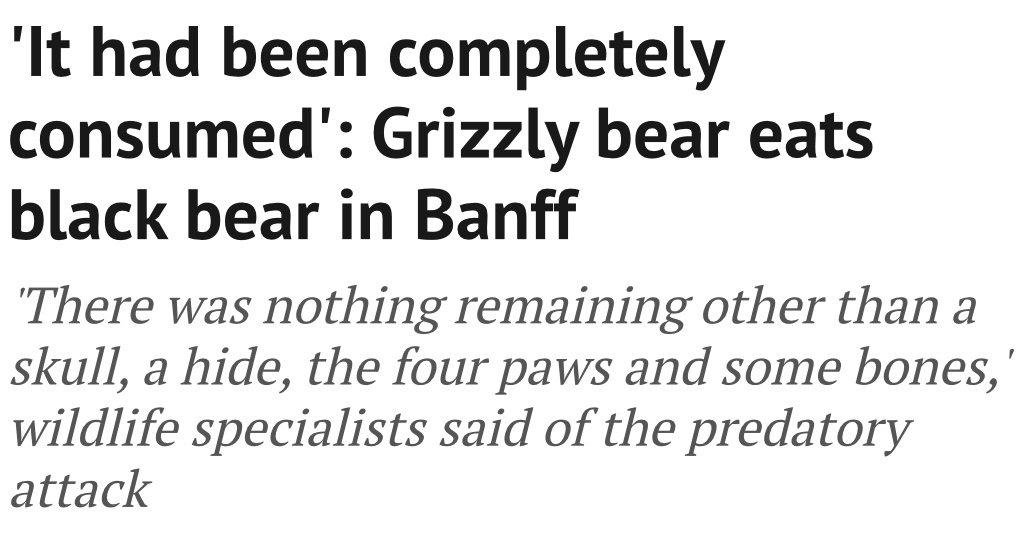 'It had been completely
consumed': Grizzly bear eats
black bear in Banff
'There was nothing remaining other than a
skull, a hide, the four paws and some bones,'
wildlife specialists said of the predatory
attack